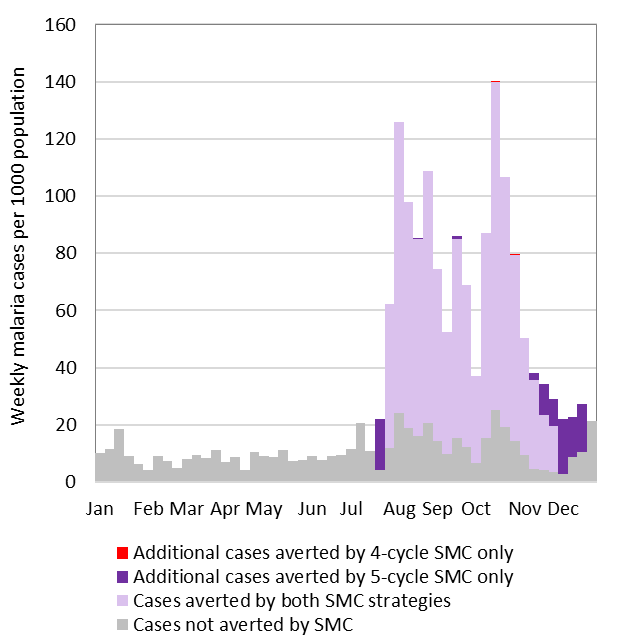 Weekly malaria cases per 1000 population
160
140
120
100
80
60
40
20
0
Jan Feb Mar Apr May Jun Jul Aug Sep Oct Nov Dec
Additional cases averted by 4-cycle SMC only
Additional cases averted by 5-cycle SMC only
Cases averted by both SMC strategies
Cases not averted by SMC